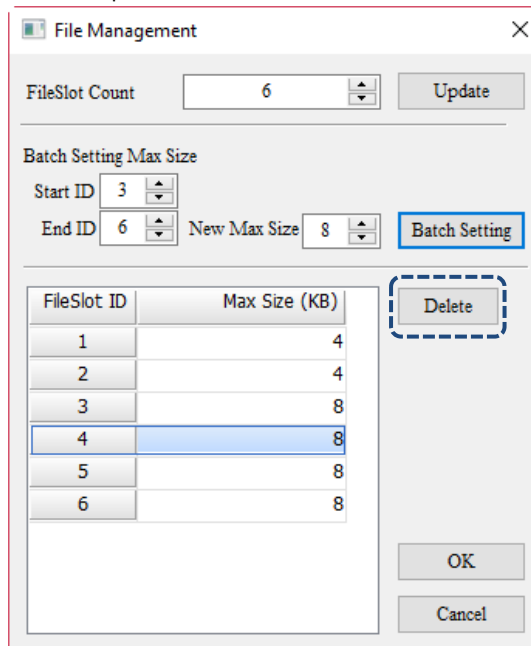 File Management
FileSlot Count 6 Update
Batch Setting Max Size
Start ID 3
End ID 6 New Max Size 8 Batch Setting
FileSlot ID Max Size (KB) Delete
1 4
2 4
3 8
4 8
5 8
6 8
OK
Cancel